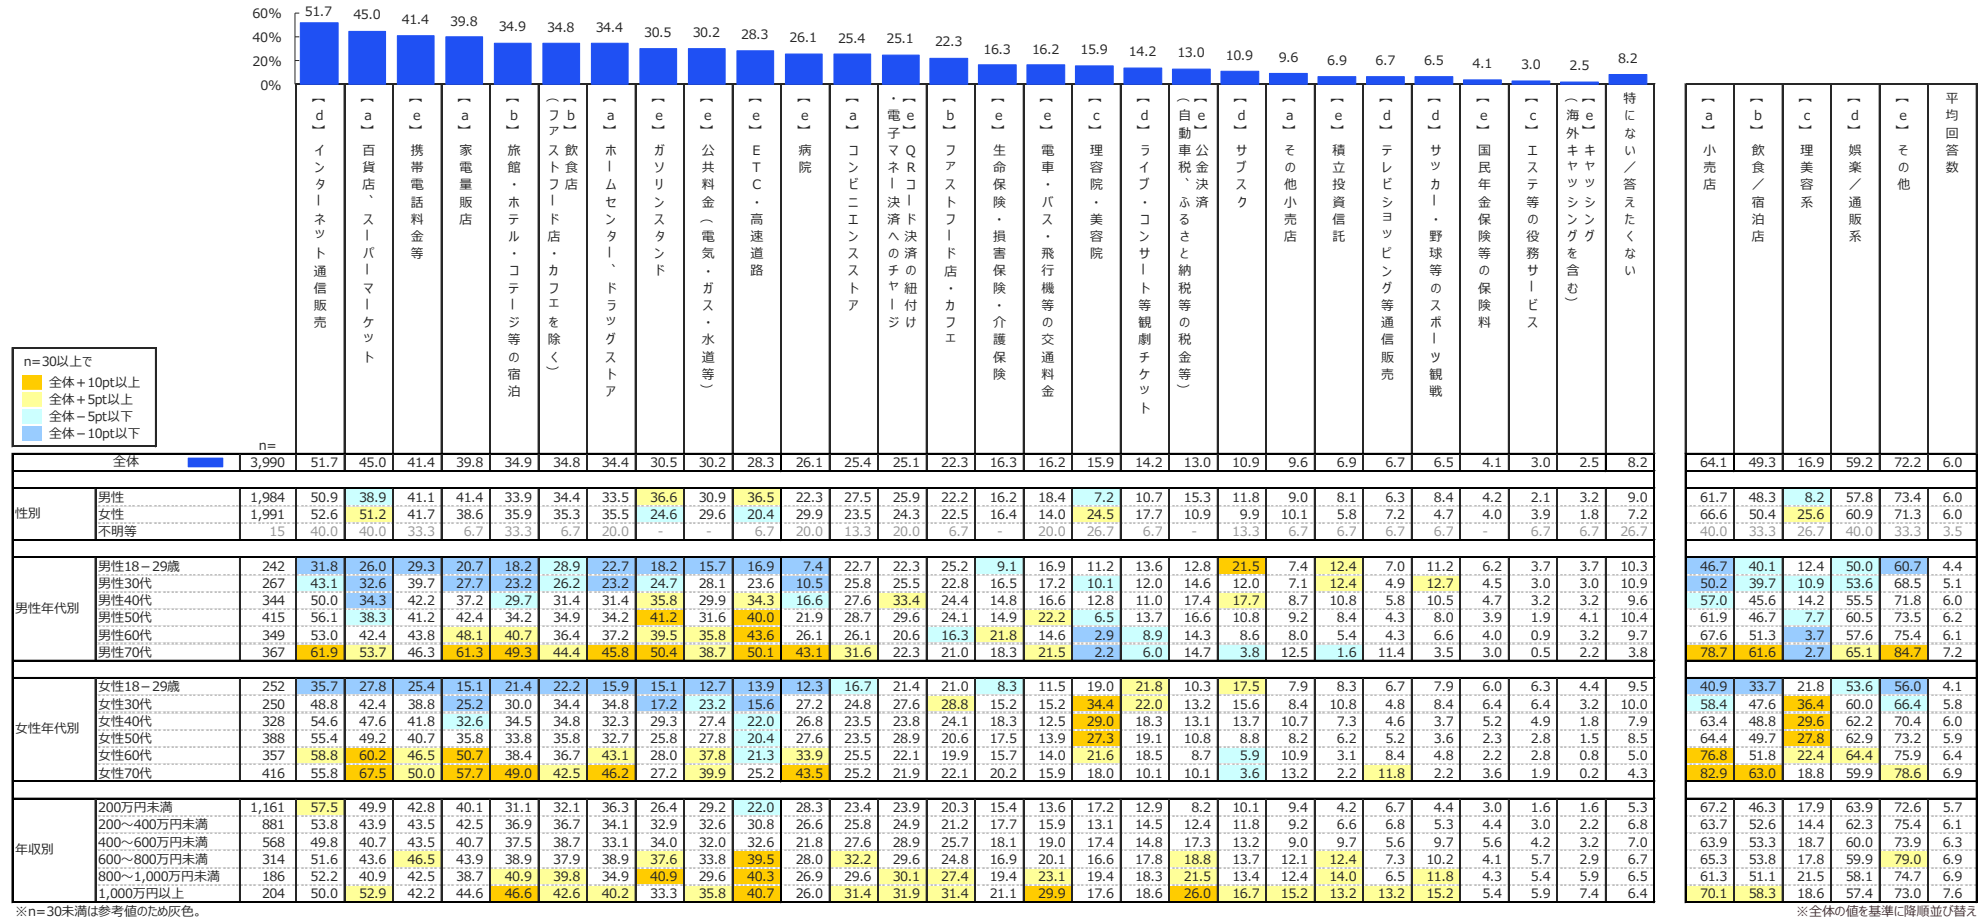 60% 40% 20% 0%
51.7 45.0 41.4 39.8 34.9 34.8 34.4 30.5 30.2 28.3 26.1 25.4 25.1 22.3 16.3 16.2 15.9 14.2 13.0 10.9 9.6 6.9 6.7 6.5 4.1 3.0 2.5 8.2
【d】インターネット通信販売
【a】百貨店、スーパーマーケット
【e】携帯電話料金等
【a】家電量販店
【b】旅館・ホテル・コテージ等の宿泊
【b】飲食店
（ファストフード店・カフェを除く）
【a】ホームセンター、ドラッグストア
【e】ガソリンスタンド
【e】公共料金（電気・ガス・水道等）
【e】ETC・高速道路
【e】病院
【a】コンビニエンスストア
【e】QRコード決済の紐付け
・電子マネー決済へのチャージ
【b】ファストフード店・カフェ
【e】生命保険・損害保険・介護保険
【e】電車・バス・飛行機等の交通料金
【c】理容院・美容院
【d】ライブ・コンサート等観劇チケット
【e】公金決済
（自動車税、ふるさと納税等の税金等）
【d】サブスク
【a】その他小売店
【e】積立投資信託
【d】テレビショッピング等通信販売
【d】サッカー・野球等のスポーツ観戦
【e】国民年金保険等の保険料
【c】エステ等の役務サービス
【e】キャッシング
（海外キャッシングを含む）
特にない／答えたくない
【a】小売店
【b】飲食／宿泊店
【c】理美容系
【d】娯楽／通販系
【e】その他
平均回答数
n=30以上で
全体+10pt以上
全体+5pt以上
全体-5pt以下
全体-10pt以下
n=
全体 3,990 51.7 45.0 41.4 39.8 34.9 34.8 34.4 30.5 30.2 28.3 26.1 25.4 25.1 22.3 16.3 16.2 15.9 14.2 13.0 10.9 9.6 6.9 6.7 6.5 4.1 3.0 2.5 8.2 64.1 49.3 16.9 59.2 72.2 6.0
性別
男性 1,984 50.9 38.9 41.1 41.4 33.9 34.4 33.5 36.6 30.9 36.5 22.3 27.5 25.9 22.2 16.2 18.4 7.2 10.7 15.3 11.8 9.0 8.1 6.3 8.4 4.2 2.1 3.2 9.0 61.7 48.3 8.2 57.8 73.4 6.0
女性 1,991 52.6 51.2 41.7 38.6 35.9 35.3 35.5 24.6 29.6 20.4 29.9 23.5 24.3 22.5 16.4 14.0 24.5 17.7 10.9 9.9 10.1 5.8 7.2 4.7 4.0 3.9 1.8 7.2 66.6 50.4 25.6 60.9 71.3 6.0
不明等 15 40.0 40.0 33.3 6.7 33.3 6.7 20.0 - - 6.7 20.0 13.3 20.0 6.7 - 20.0 26.7 6.7 - 13.3 6.7 6.7 6.7 6.7 - 6.7 6.7 26.7 40.0 33.3 26.7 40.0 33.3 3.5
男性年代別
男性18－29歳 242 31.8 26.0 29.3 20.7 18.2 28.9 22.7 18.2 15.7 16.9 7.4 22.7 22.3 25.2 9.1 16.9 11.2 13.6 12.8 21.5 7.4 12.4 7.0 11.2 6.2 3.7 3.7 10.3 46.7 40.1 12.4 50.0 60.7 4.4
男性30代 267 43.1 32.6 39.7 27.7 23.2 26.2 23.2 24.7 28.1 23.6 10.5 25.8 25.5 22.8 16.5 17.2 10.1 12.0 14.6 12.0 7.1 12.4 4.9 12.7 4.5 3.0 3.0 10.9 50.2 39.7 10.9 53.6 68.5 5.1
男性40代 344 50.0 34.3 42.2 37.2 29.7 31.4 31.4 35.8 29.9 34.3 16.6 27.6 33.4 24.4 14.8 16.6 12.8 11.0 17.4 17.7 8.7 10.8 5.8 10.5 4.7 3.2 3.2 9.6 57.0 45.6 14.2 55.5 71.8 6.0
男性50代 415 56.1 38.3 41.2 42.4 34.2 34.9 34.2 41.2 31.6 40.0 21.9 28.7 29.6 24.1 14.9 22.2 6.5 13.7 16.6 10.8 9.2 8.4 4.3 8.0 3.9 1.9 4.1 10.4 61.9 46.7 7.7 60.5 73.5 6.2
男性60代 349 53.0 42.4 43.8 48.1 40.7 36.4 37.2 39.5 35.8 43.6 26.1 26.1 20.6 16.3 21.8 14.6 2.9 8.9 14.3 8.6 8.0 5.4 4.3 6.6 4.0 0.9 3.2 9.7 67.6 51.3 3.7 57.6 75.4 6.1
男性70代 367 61.9 53.7 46.3 61.3 49.3 44.4 45.8 50.4 38.7 50.1 43.1 31.6 22.3 21.0 18.3 21.5 2.2 6.0 14.7 3.8 12.5 1.6 11.4 3.5 3.0 0.5 2.2 3.8 78.7 61.6 2.7 65.1 84.7 7.2
女性年代別
女性18－29歳 252 35.7 27.8 25.4 15.1 21.4 22.2 15.9 15.1 12.7 13.9 12.3 16.7 21.4 21.0 8.3 11.5 19.0 21.8 10.3 17.5 7.9 8.3 6.7 7.9 6.0 6.3 4.4 9.5 40.9 33.7 21.8 53.6 56.0 4.1
女性30代 250 48.8 42.4 38.8 25.2 30.0 34.4 34.8 17.2 23.2 15.6 27.2 24.8 27.6 28.8 15.2 15.2 34.4 22.0 13.2 15.6 8.4 10.8 4.8 8.4 6.4 6.4 3.2 10.0 58.4 47.6 36.4 60.0 66.4 5.8
女性40代 328 54.6 47.6 41.8 32.6 34.5 34.8 32.3 29.3 27.4 22.0 26.8 23.5 23.8 24.1 18.3 12.5 29.0 18.3 13.1 13.7 10.7 7.3 4.6 3.7 5.2 4.9 1.8 7.9 63.4 48.8 29.6 62.2 70.4 6.0
女性50代 388 55.4 49.2 40.7 35.8 33.8 35.8 32.7 25.8 27.8 20.4 27.6 23.5 28.9 20.6 17.5 13.9 27.3 19.1 10.8 8.8 8.2 6.2 5.2 3.6 2.3 2.8 1.5 8.5 64.4 49.7 27.8 62.9 73.2 5.9
女性60代 357 58.8 60.2 46.5 50.7 38.4 36.7 43.1 28.0 37.8 21.3 33.9 25.5 22.1 19.9 15.7 14.0 21.6 18.5 8.7 5.9 10.9 3.1 8.4 4.8 2.2 2.8 0.8 5.0 76.8 51.8 22.4 64.4 75.9 6.4
女性70代 416 55.8 67.5 50.0 57.7 49.0 42.5 46.2 27.2 39.9 25.2 43.5 25.2 21.9 22.1 20.2 15.9 18.0 10.1 10.1 3.6 13.2 2.2 11.8 2.2 3.6 1.9 0.2 4.3 82.9 63.0 18.8 59.9 78.6 6.9
年収別
200万円未満 1,161 57.5 49.9 42.8 40.1 31.1 32.1 36.3 26.4 29.2 22.0 28.3 23.4 23.9 20.3 15.4 13.6 17.2 12.9 8.2 10.1 9.4 4.2 6.7 4.4 3.0 1.6 1.6 5.3 67.2 46.3 17.9 63.9 72.6 5.7
200～400万円未満 881 53.8 43.9 43.5 42.5 36.9 36.7 34.1 32.9 32.6 30.8 26.6 25.8 24.9 21.2 17.7 15.9 13.1 14.5 12.4 11.8 9.2 6.6 6.8 5.3 4.4 3.0 2.2 6.8 63.7 52.6 14.4 62.3 75.4 6.1
400～600万円未満 568 49.8 40.7 43.5 40.7 37.5 38.7 33.1 34.0 32.0 32.6 21.8 27.6 28.9 25.7 18.1 19.0 17.4 14.8 17.3 13.2 9.0 9.7 5.6 9.7 5.6 4.2 3.2 7.0 63.9 53.3 18.7 60.0 73.9 6.3
600～800万円未満 314 51.6 43.6 46.5 43.9 38.9 37.9 38.9 37.6 33.8 39.5 28.0 32.2 29.6 24.8 16.9 20.1 16.6 17.8 18.8 13.7 12.1 12.4 7.3 10.2 4.1 5.7 2.9 6.7 65.3 53.8 17.8 59.9 79.0 6.9
800～1,000万円未満 186 52.2 40.9 42.5 38.7 40.9 39.8 34.9 40.9 29.6 40.3 26.9 29.6 30.1 27.4 19.4 23.1 19.4 18.3 21.5 13.4 12.4 14.0 6.5 11.8 4.3 5.4 5.9 6.5 61.3 51.1 21.5 58.1 74.7 6.9
1,000万円以上 204 50.0 52.9 42.2 44.6 46.6 42.6 40.2 33.3 35.8 40.7 26.0 31.4 31.9 31.4 21.1 29.9 17.6 18.6 26.0 16.7 15.2 13.2 13.2 15.2 5.4 5.9 7.4 6.4 70.1 58.3 18.6 57.4 73.0 7.6
※n=30未満は参考値のため灰色。
※全体の値を基準に降順並び替え